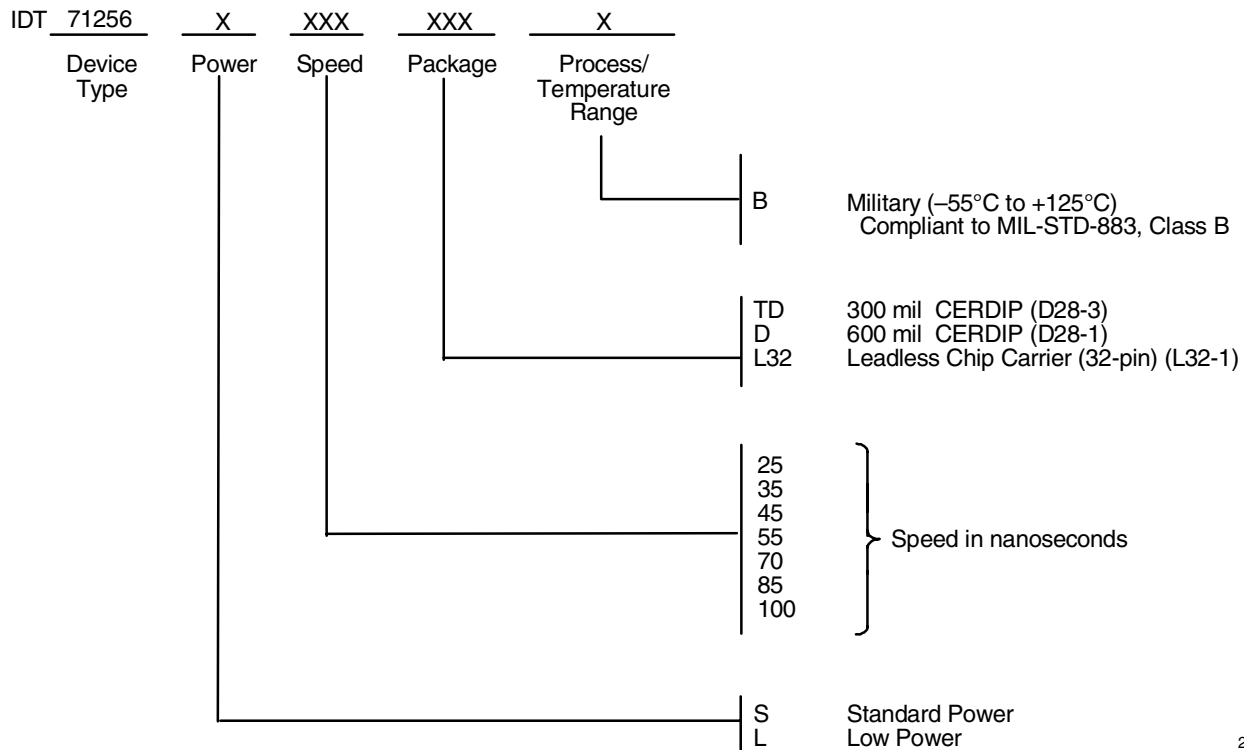 IDT 71256 X XXX XXX X
Device Type
Power
Speed
Package
Process/ Temperature Range
B Military (–55°C to +125°C)
Compliant to MIL-STD-883, Class B
TD 300 mil CERDIP (D28-3)
D 600 mil CERDIP (D28-1)
L32 Leadless Chip Carrier (32-pin) (L32-1)
25
35
45
55
70
85
100
Speed in nanoseconds
S Standard Power
L Low Power
2